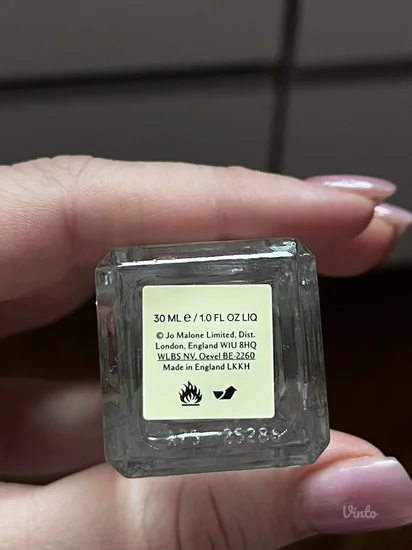 30 ML e / 1.0 FL OZ LIQ
© Jo Malone Limited, Dist.
London, England W1U 8HQ
WLBS NV, Oevel BE-2260
Made in England LKKH
Vinto